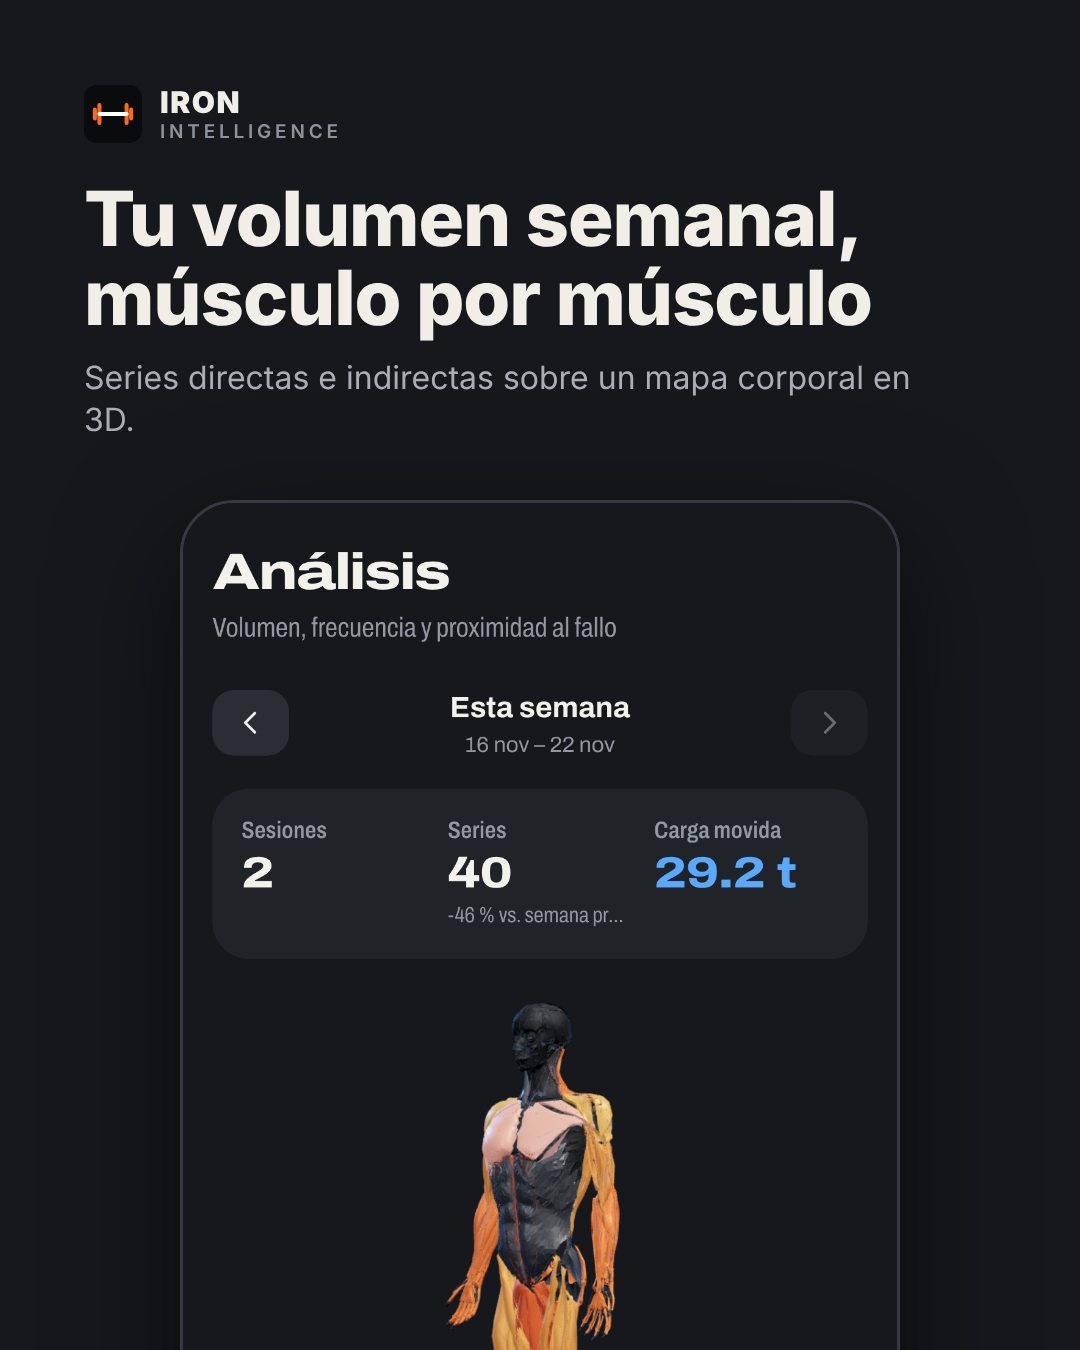 IRON
INTELLIGENCE
Tu volumen semanal,
músculo por músculo
Series directas e indirectas sobre un mapa corporal en
3D.
Análisis
Volumen, frecuencia y proximidad al fallo
Esta semana
16 nov – 22 nov
Sesiones
Series
Carga movida
2
40
29.2 t
-46 % vs. semana pr...